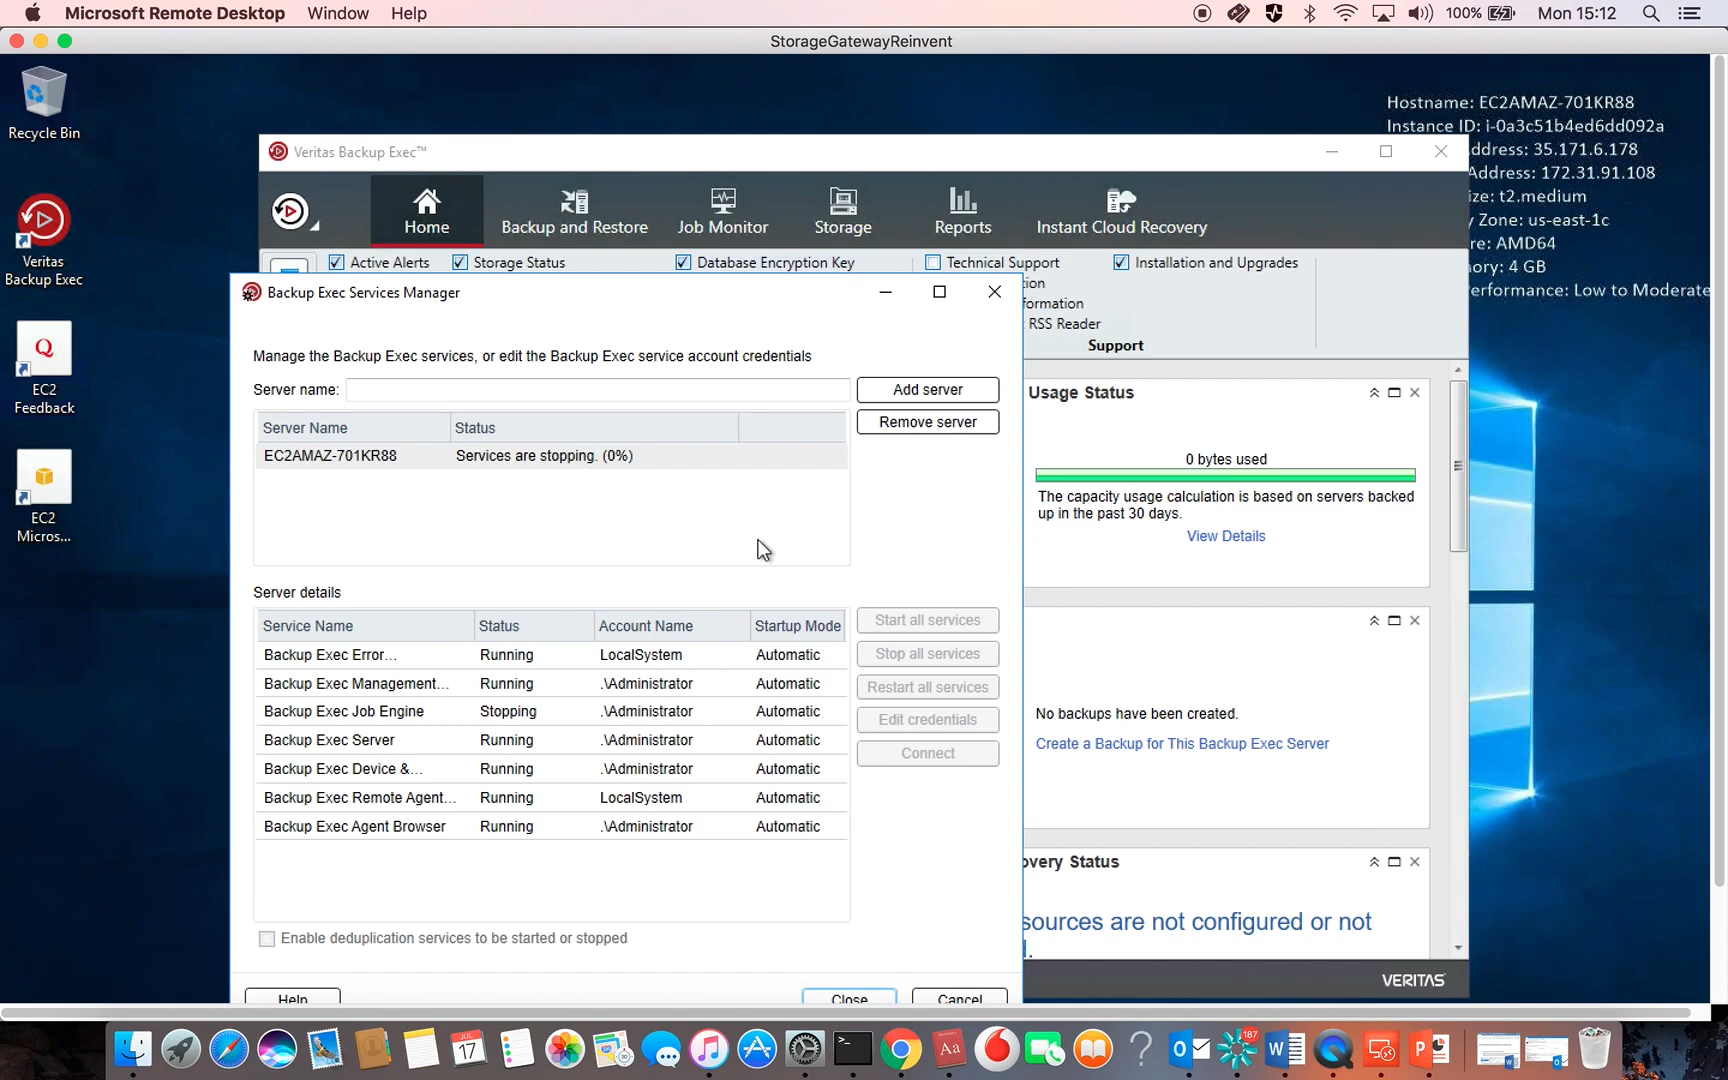 Microsoft Remote Desktop Window Help
100% Mon 15:12
StorageGatewayReinvent
Recycle Bin
Veritas
Backup Exec
Q
EC2
Feedback
EC2
Micros...
Hostname: EC2AMAZ-701KR88
Instance ID: i-0a3c51b4ed6dd092a
ddress: 35.171.6.178
Address: 172.31.91.108
ize: t2.medium
y Zone: us-east-1c
re: AMD64
ory: 4 GB
erformance: Low to Moderate
Veritas Backup Exec™
Home
Backup and Restore
Job Monitor
Storage
Reports
Instant Cloud Recovery
Active Alerts
Storage Status
Database Encryption Key
Technical Support
Installation and Upgrades
ion
formation
RSS Reader
Support
Backup Exec Services Manager
Manage the Backup Exec services, or edit the Backup Exec service account credentials
Server name:
Add server
Remove server
Server Name Status
EC2AMAZ-701KR88 Services are stopping. (0%)
Server details
Service Name Status Account Name Startup Mode
Backup Exec Error... Running LocalSystem Automatic
Backup Exec Management... Running .\Administrator Automatic
Backup Exec Job Engine Stopping .\Administrator Automatic
Backup Exec Server Running .\Administrator Automatic
Backup Exec Device &... Running .\Administrator Automatic
Backup Exec Remote Agent... Running LocalSystem Automatic
Backup Exec Agent Browser Running .\Administrator Automatic
Start all services
Stop all services
Restart all services
Edit credentials
Connect
Enable deduplication services to be started or stopped
Help
Close
Cancel
Usage Status
0 bytes used
The capacity usage calculation is based on servers backed
up in the past 30 days.
View Details
No backups have been created.
Create a Backup for This Backup Exec Server
overy Status
sources are not configured or not
VERITAS
JUL
17
Aa
187